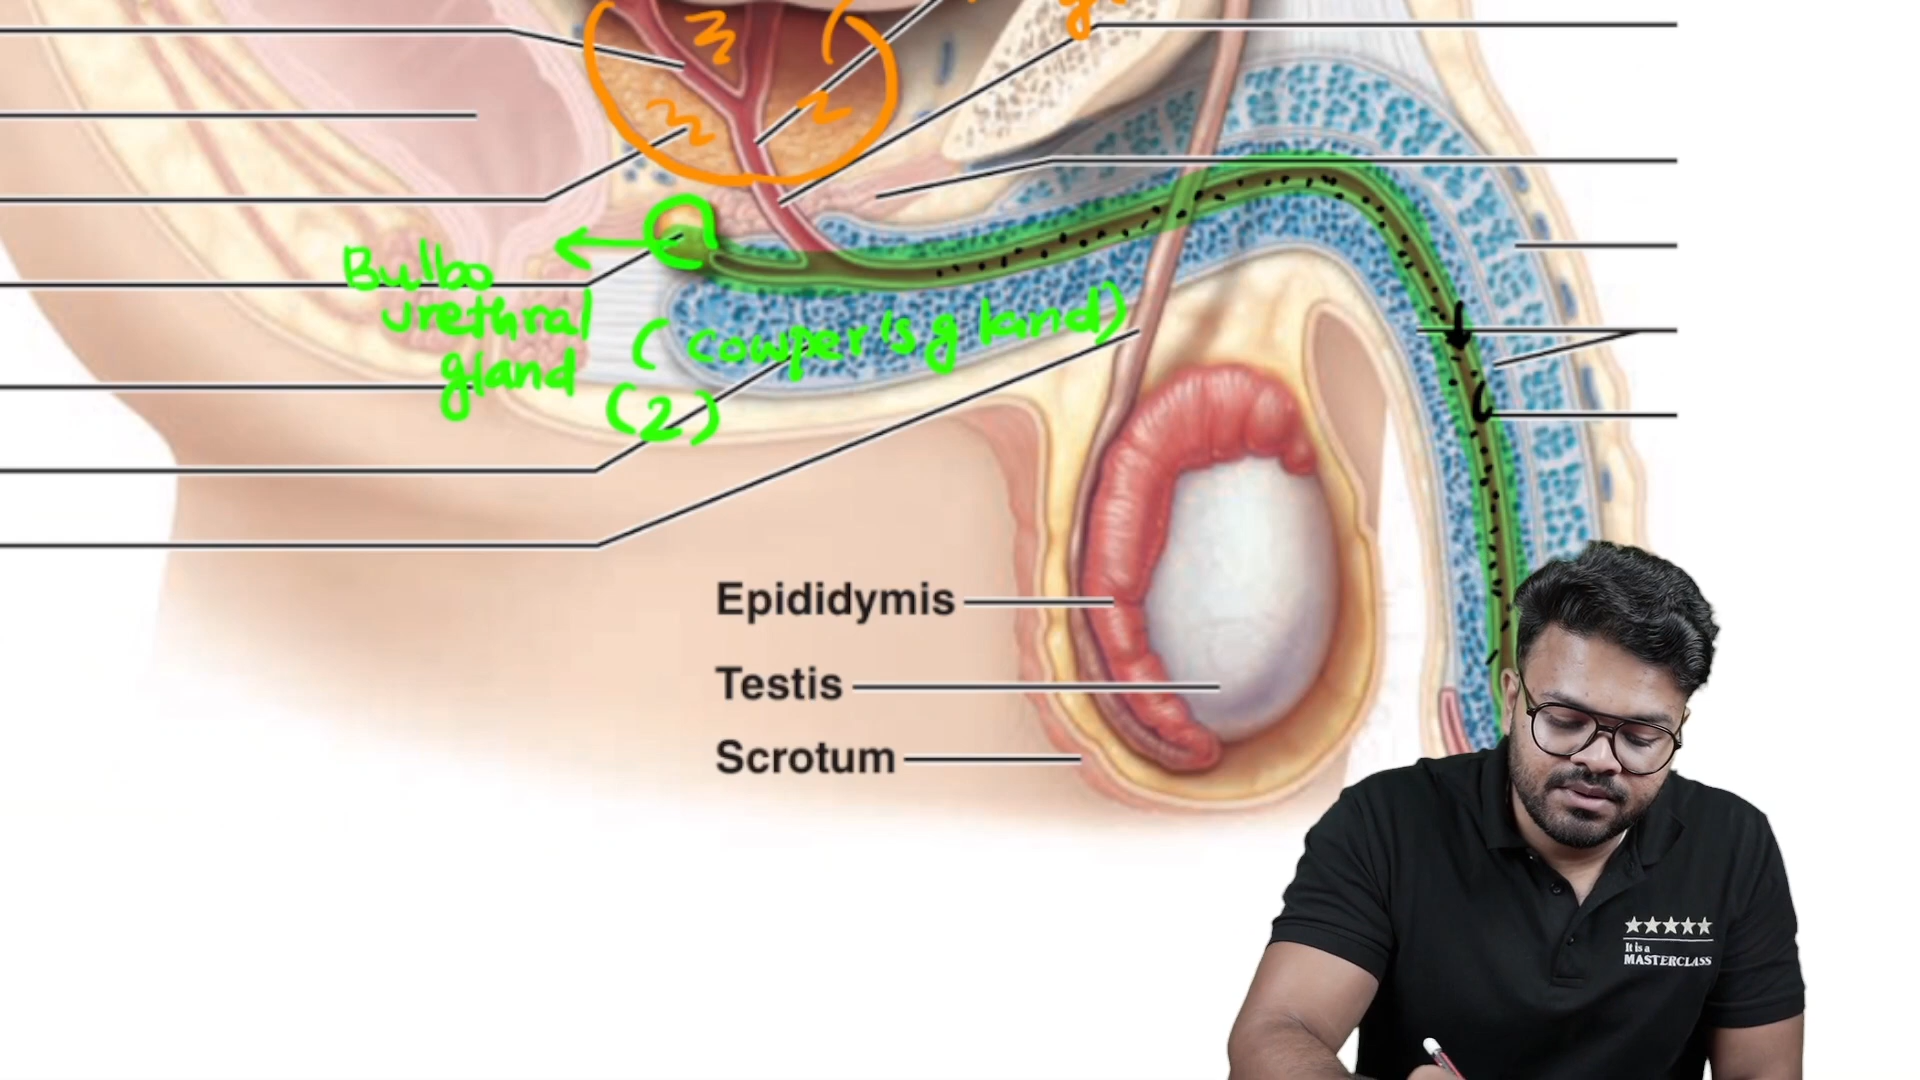 Bulbo
urethral
gland
(Cowper's gland)
(2)
Epididymis
Testis
Scrotum
It is a
MASTERCLASS